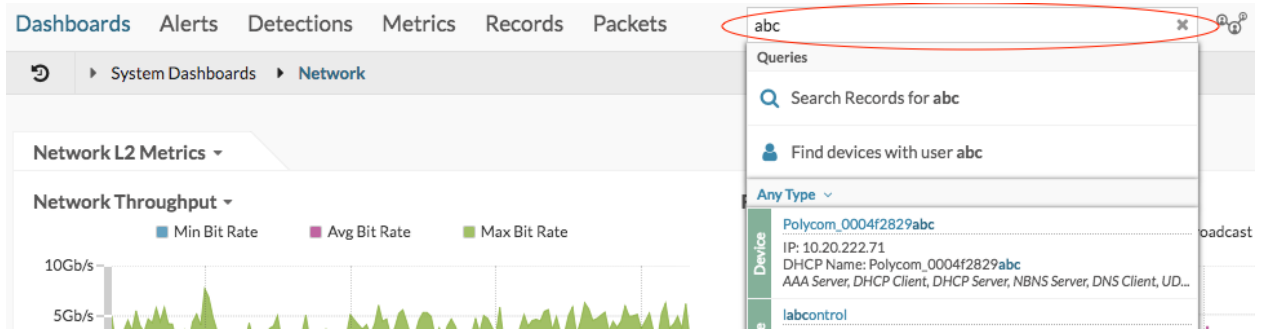 Dashboards Alerts Detections Metrics Records Packets
abc
System Dashboards Network
Queries
Search Records for abc
Find devices with user abc
Network L2 Metrics
Any Type
Network Throughput
Min Bit Rate Avg Bit Rate Max Bit Rate
10Gb/s
5Gb/s
Device
Polycom_0004f2829abc
IP: 10.20.222.71
DHCP Name: Polycom_0004f2829abc
AAA Server, DHCP Client, DHCP Server, NBNS Server, DNS Client, UD...
labcontrol
roadcast